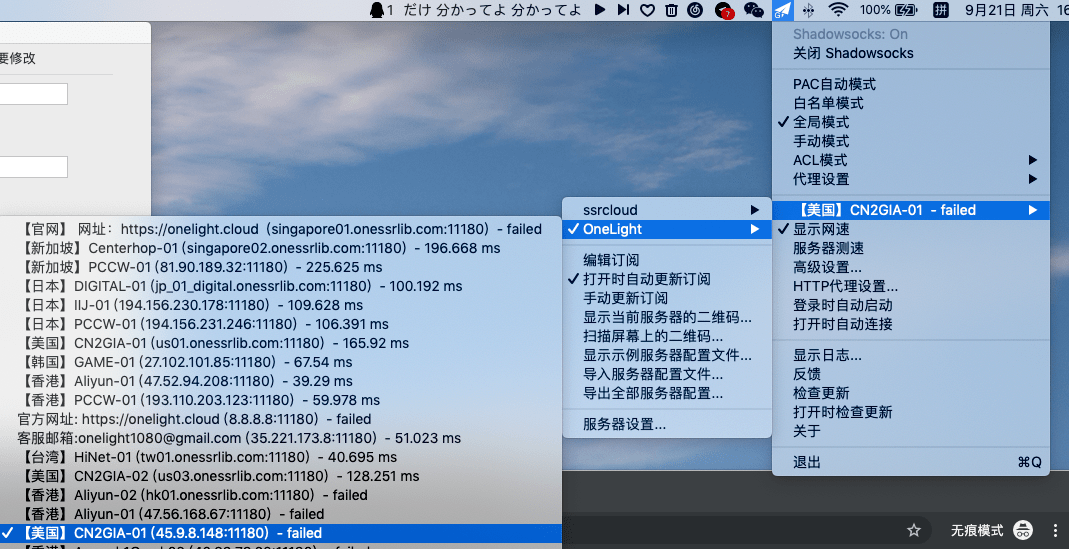 1 だけ 分かってよ 分かってよ 100% 拼 9月21日 周六 16
要修改
Shadowsocks: On
关闭 Shadowsocks
PAC自动模式
白名单模式
全局模式
手动模式
ACL模式
代理设置
【美国】CN2GIA-01 - failed
显示网速
服务器测速
高级设置...
HTTP代理设置...
登录时自动启动
打开时自动连接
显示日志...
反馈
检查更新
打开时检查更新
关于
退出 ⌘Q
ssrcloud
OneLight
编辑订阅
打开时自动更新订阅
手动更新订阅
显示当前服务器的二维码...
扫描屏幕上的二维码...
显示示例服务器配置文件...
导入服务器配置文件...
导出全部服务器配置...
服务器设置...
【官网】 网址：https://onelight.cloud (singapore01.onessrlib.com:11180) - failed
【新加坡】Centerhop-01 (singapore02.onessrlib.com:11180) - 196.668 ms
【新加坡】PCCW-01 (81.90.189.32:11180) - 225.625 ms
【日本】DIGITAL-01 (jp_01_digital.onessrlib.com:11180) - 100.192 ms
【日本】IIJ-01 (194.156.230.178:11180) - 109.628 ms
【日本】PCCW-01 (194.156.231.246:11180) - 106.391 ms
【美国】CN2GIA-01 (us01.onessrlib.com:11180) - 165.92 ms
【韩国】GAME-01 (27.102.101.85:11180) - 67.54 ms
【香港】Aliyun-01 (47.52.94.208:11180) - 39.29 ms
【香港】PCCW-01 (193.110.203.123:11180) - 59.978 ms
官方网址: https://onelight.cloud (8.8.8.8:11180) - failed
客服邮箱:onelight1080@gmail.com (35.221.173.8:11180) - 51.023 ms
【台湾】HiNet-01 (tw01.onessrlib.com:11180) - 40.695 ms
【美国】CN2GIA-02 (us03.onessrlib.com:11180) - 128.251 ms
【香港】Aliyun-02 (hk01.onessrlib.com:11180) - failed
【香港】Aliyun-01 (47.56.168.67:11180) - failed
【美国】CN2GIA-01 (45.9.8.148:11180) - failed
无痕模式